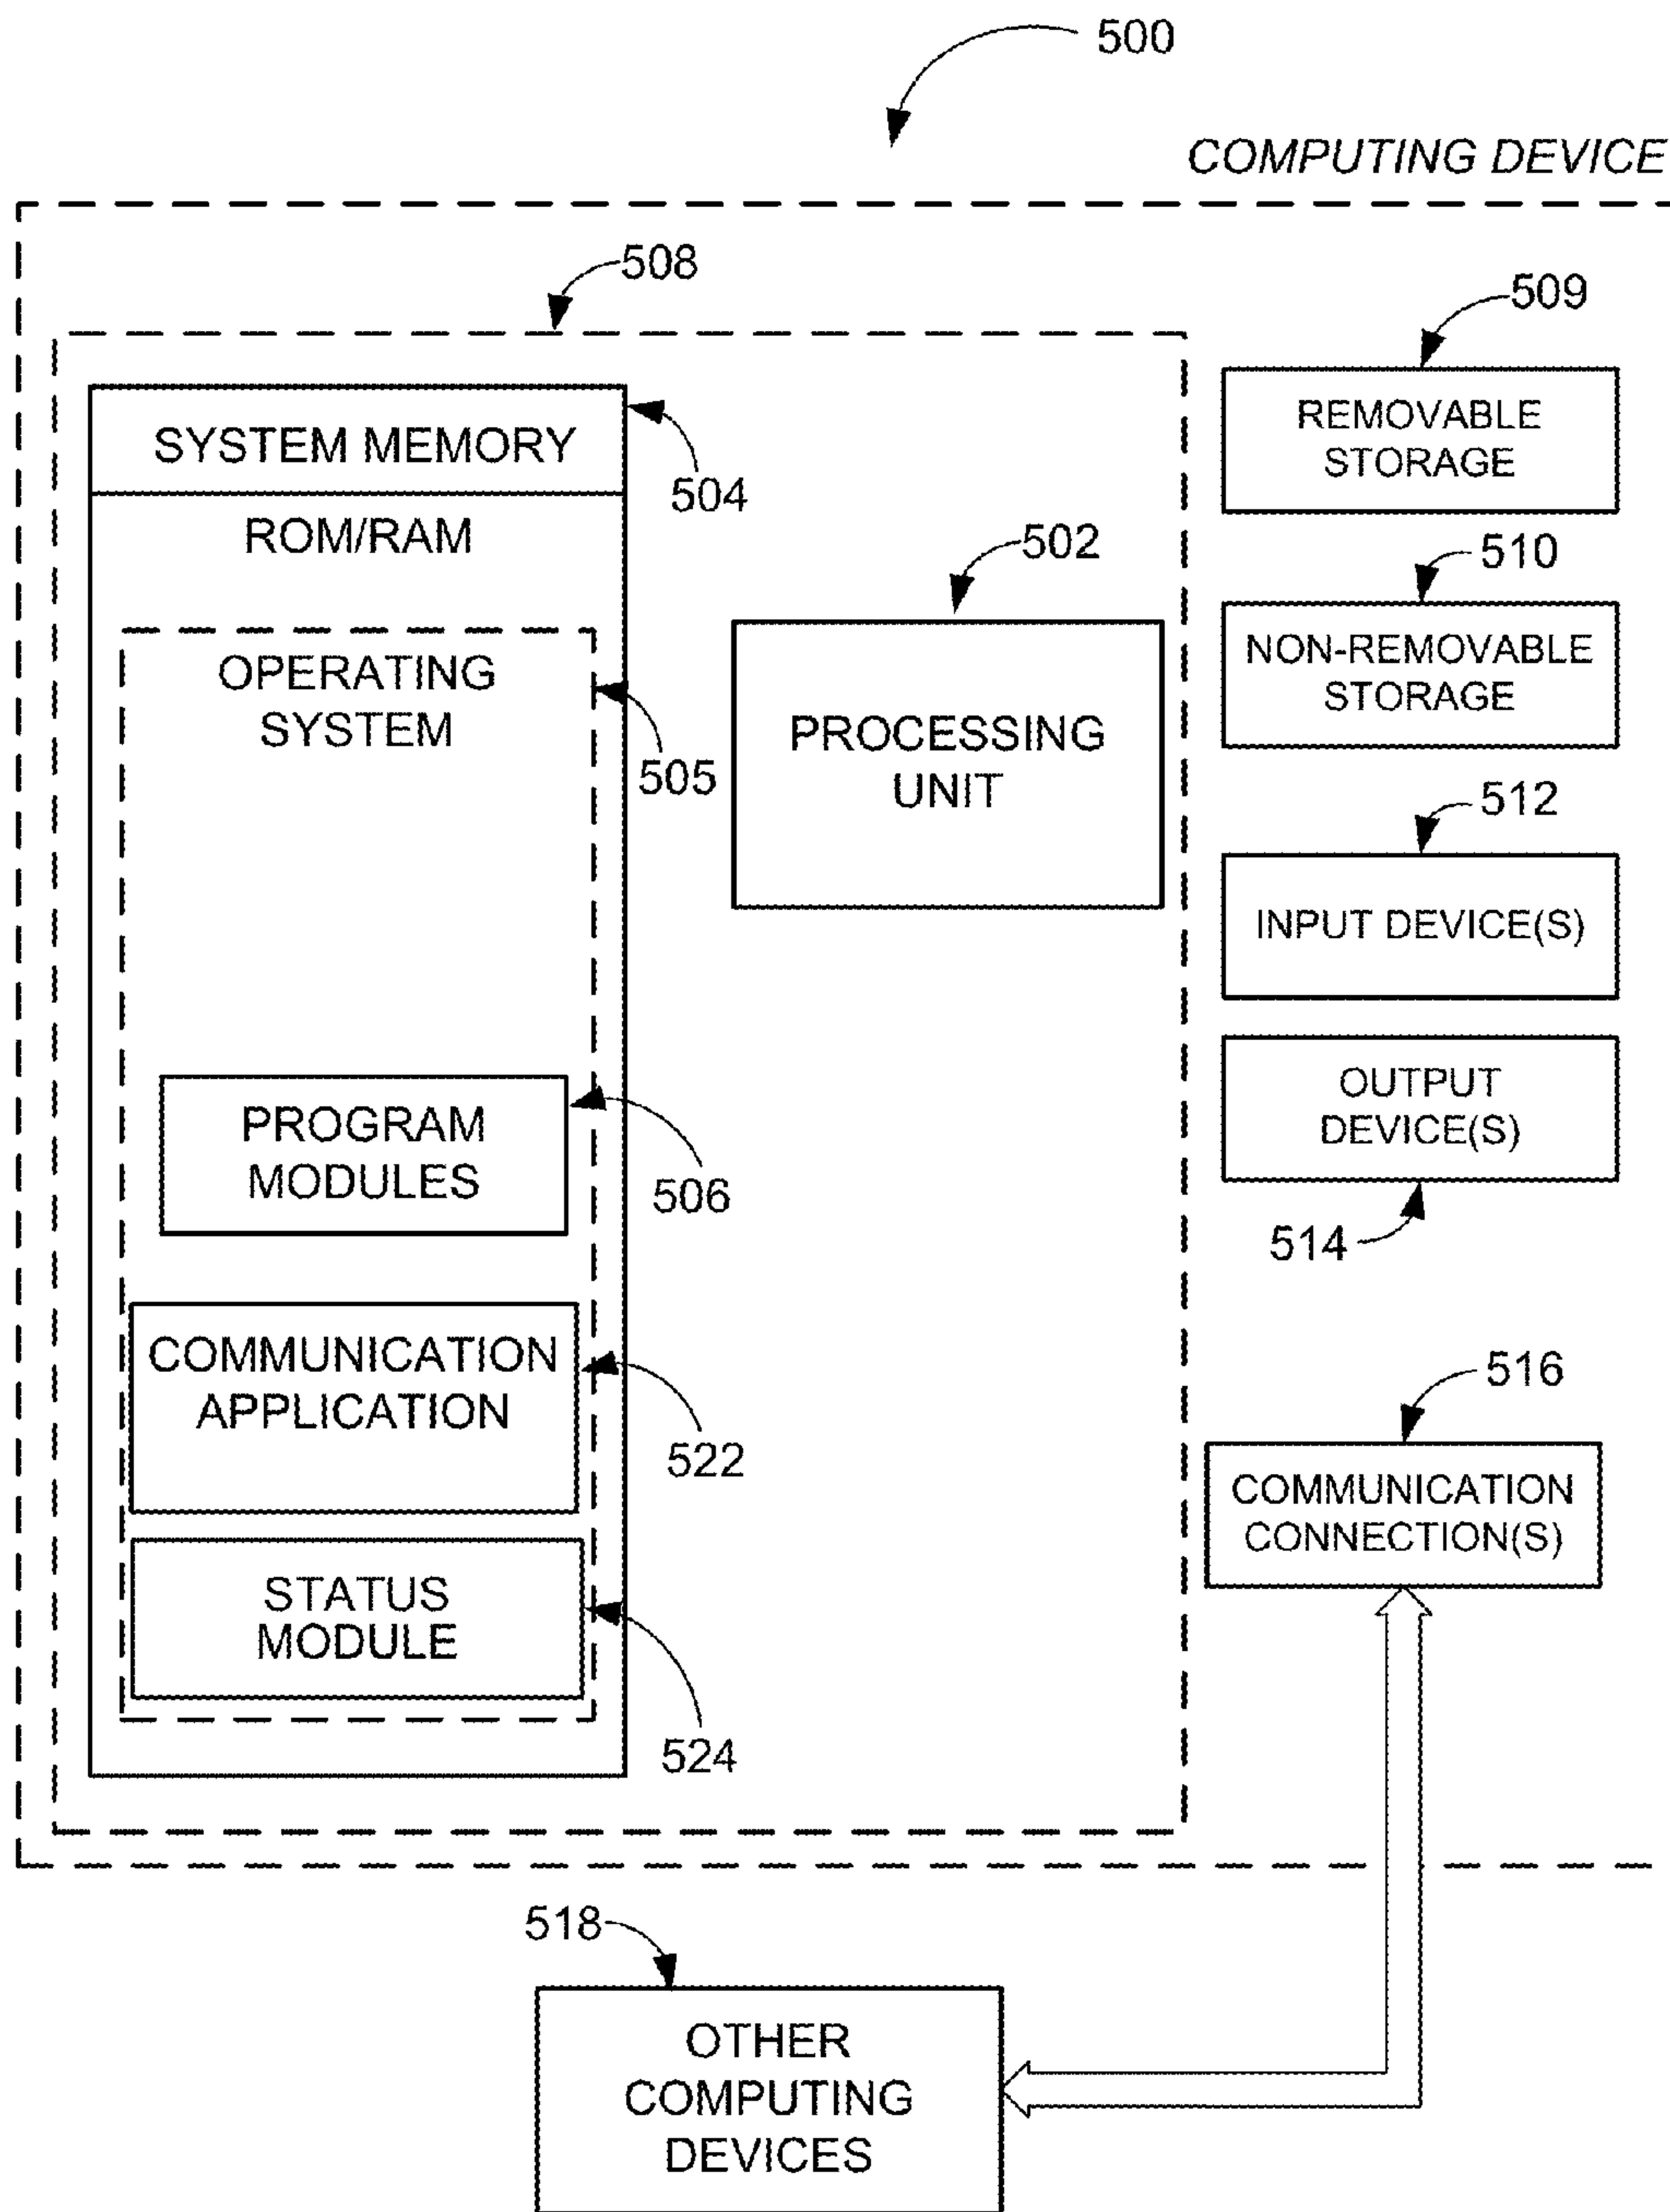 500
COMPUTING DEVICE
508
509
REMOVABLE
STORAGE
SYSTEM MEMORY
504
ROM/RAM
502
510
OPERATING
SYSTEM
505
PROCESSING
UNIT
NON-REMOVABLE
STORAGE
512
INPUT DEVICE(S)
OUTPUT
DEVICE(S)
514
PROGRAM
MODULES
506
COMMUNICATION
APPLICATION
522
516
COMMUNICATION
CONNECTION(S)
STATUS
MODULE
524
518
OTHER
COMPUTING
DEVICES